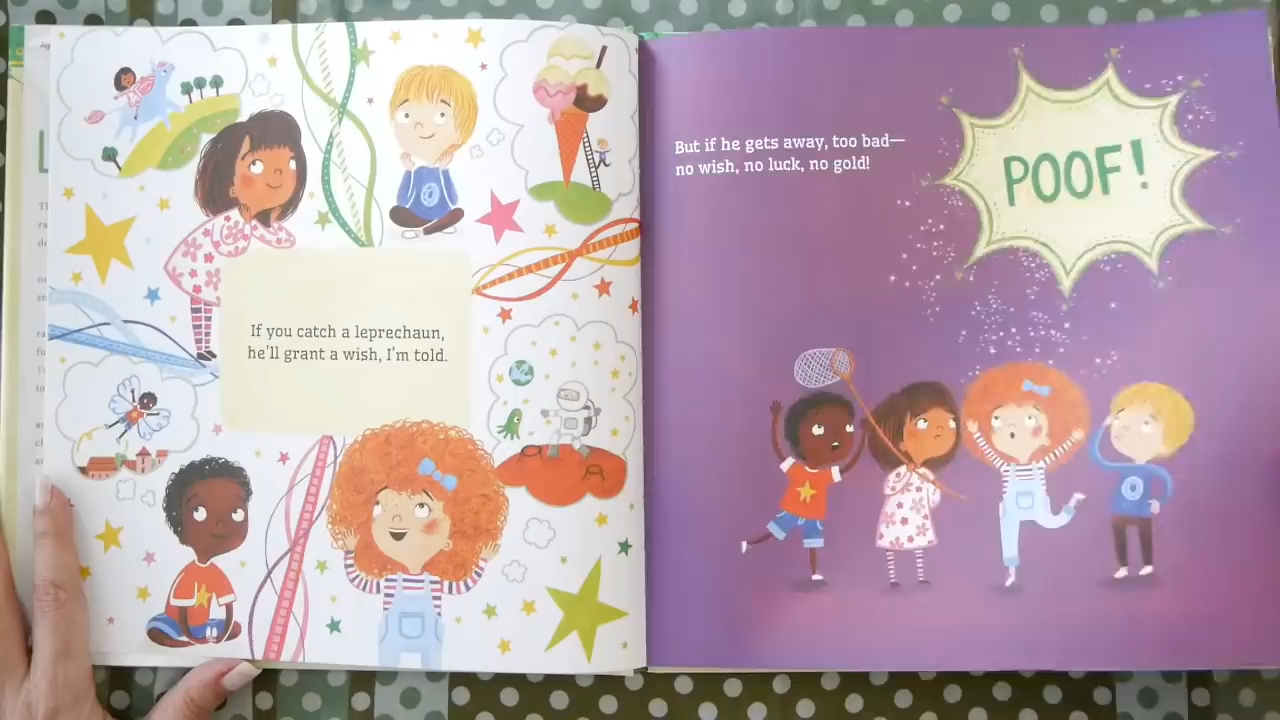 If you catch a leprechaun,
he'll grant a wish, I'm told.
But if he gets away, too bad—
no wish, no luck, no gold!
POOF!